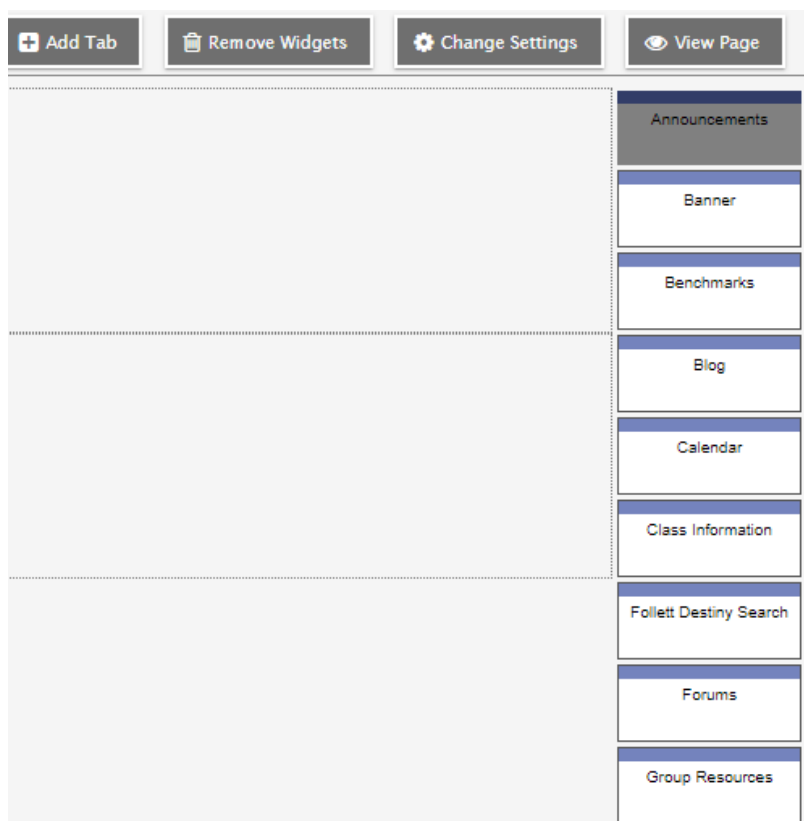 Add Tab Remove Widgets Change Settings View Page
Announcements
Banner
Benchmarks
Blog
Calendar
Class Information
Follett Destiny Search
Forums
Group Resources